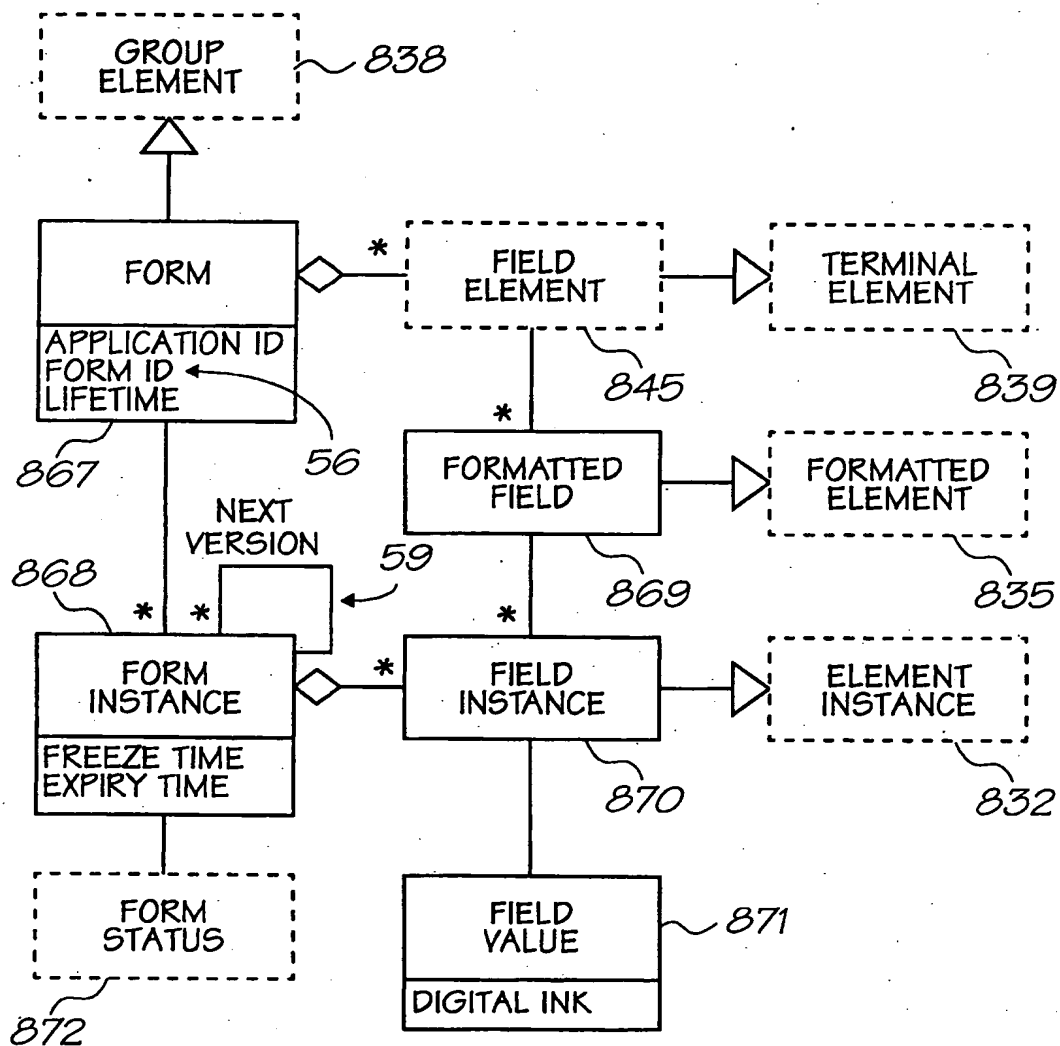 GROUP
ELEMENT
838
FORM
*
FIELD
ELEMENT
TERMINAL
ELEMENT
APPLICATION ID
FORM ID
LIFETIME
845
839
867
56
*
FORMATTED
FIELD
FORMATTED
ELEMENT
NEXT
VERSION
59
868
869
835
*
*
*
FORM
INSTANCE
*
FIELD
INSTANCE
ELEMENT
INSTANCE
FREEZE TIME
EXPIRY TIME
870
832
FORM
STATUS
FIELD
VALUE
871
DIGITAL INK
872